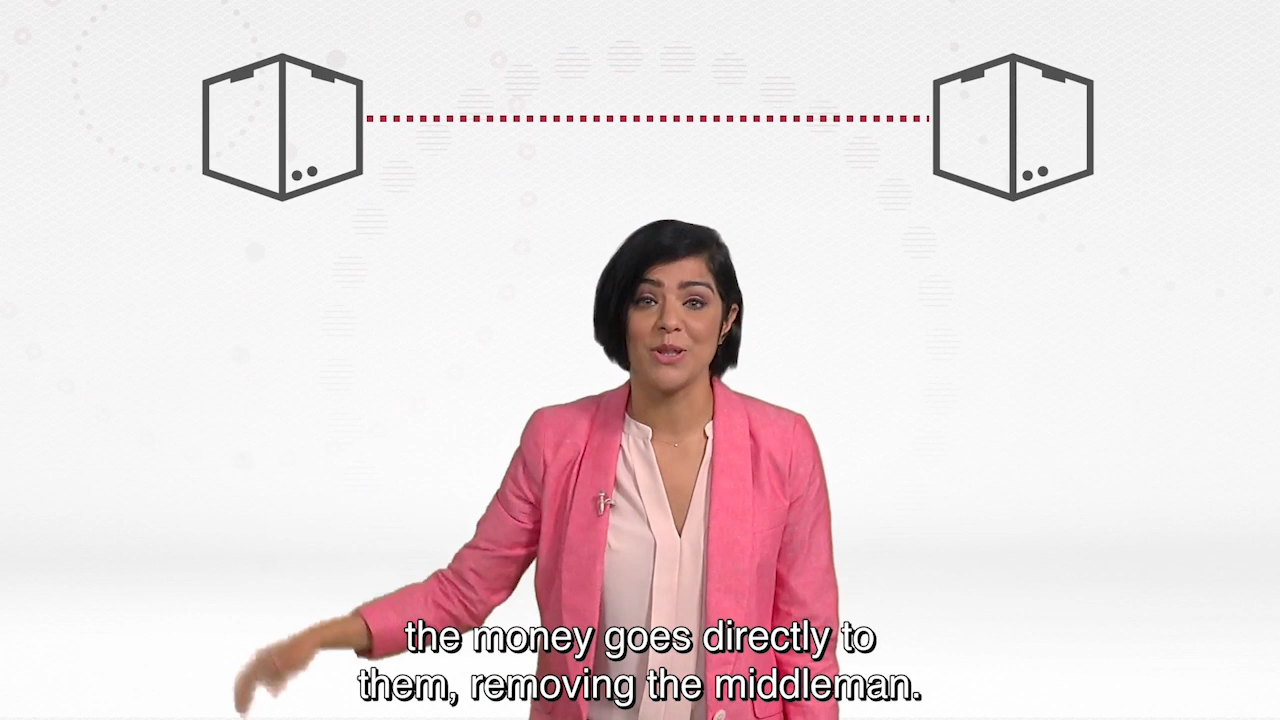 the money goes directly to
them, removing the middleman.